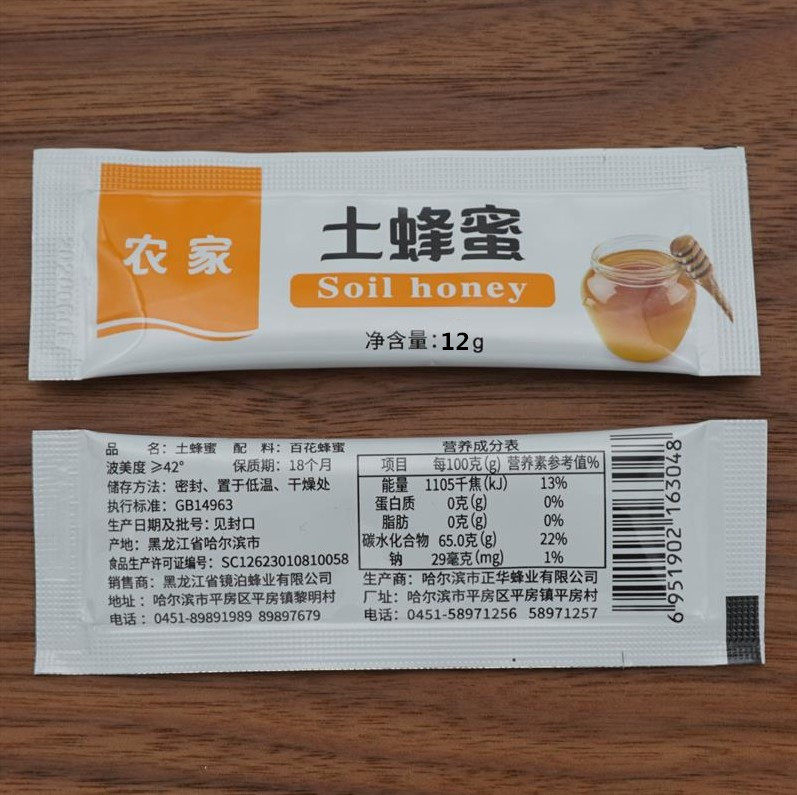 农家
土蜂蜜
Soil honey
净含量:12g
品 名：土蜂蜜 配 料：百花蜂蜜
波美度 ≥42° 保质期：18个月
储存方法：密封、置于低温、干燥处
执行标准：GB14963
生产日期及批号：见封口
产地：黑龙江省哈尔滨市
食品生产许可证编号：SC12623010810058
销售商：黑龙江省镜泊蜂业有限公司
地址：哈尔滨市平房区平房镇黎明村
电话：0451-89891989 89897679
营养成分表
项目 每100克(g) 营养素参考值%
能量 1105千焦(kJ) 13%
蛋白质 0克(g) 0%
脂肪 0克(g) 0%
碳水化合物 65.0克(g) 22%
钠 29毫克(mg) 1%
生产商：哈尔滨市正华蜂业有限公司
厂址：哈尔滨市平房区平房镇平房村
电话：0451-58971256 58971257
6 951902 163048